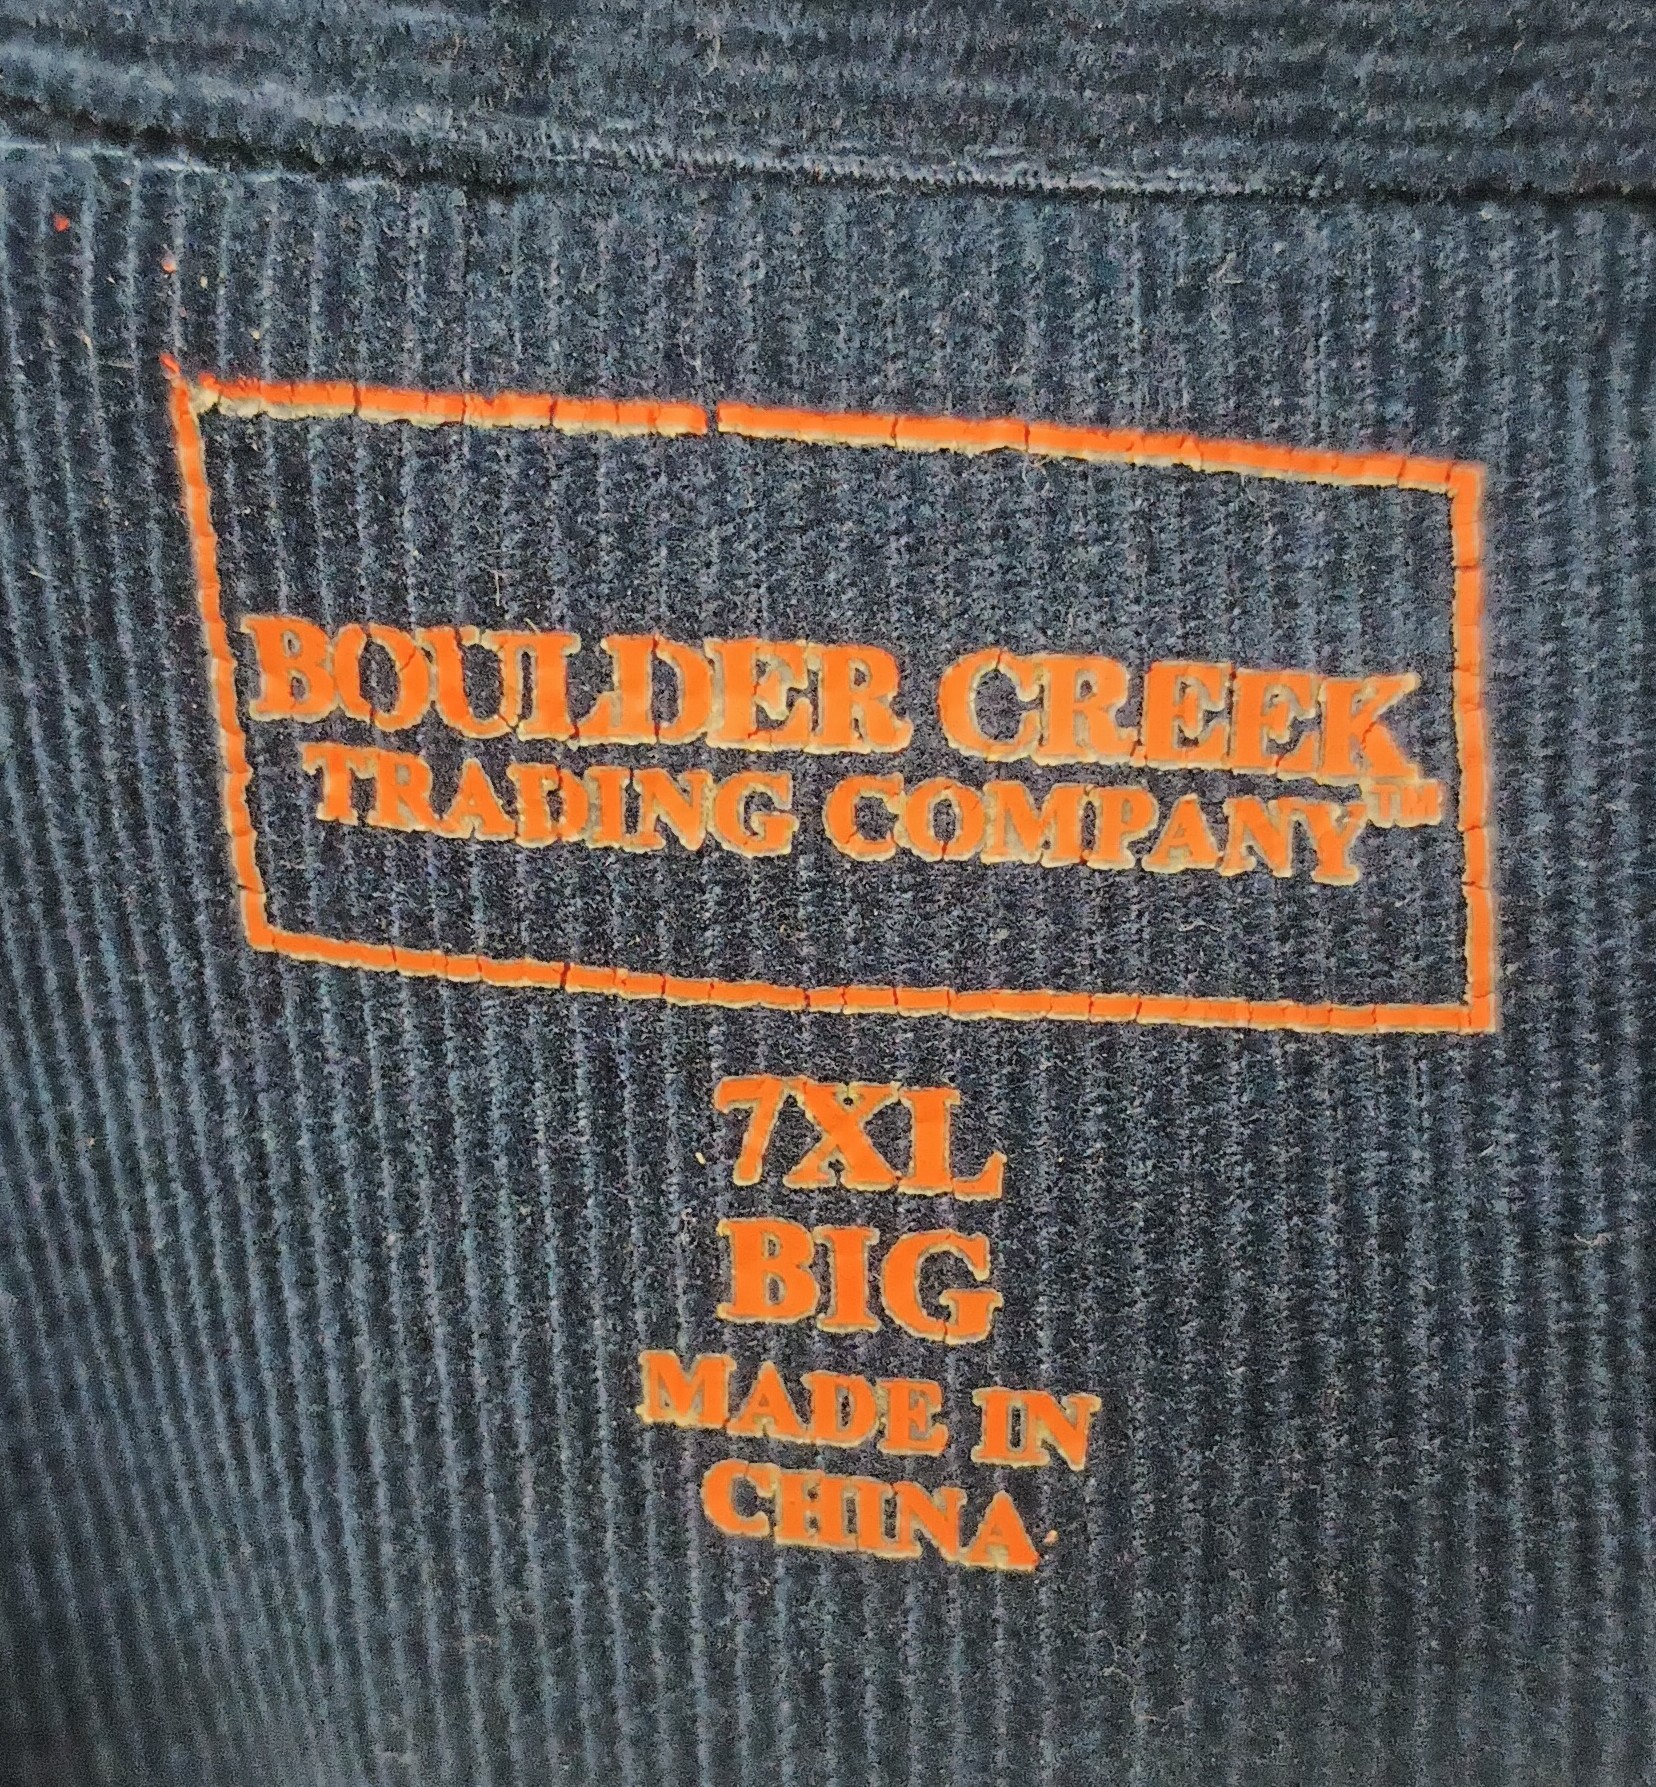 BOULDER CREEK
TRADING COMPANY™
7XL
BIG
MADE IN
CHINA